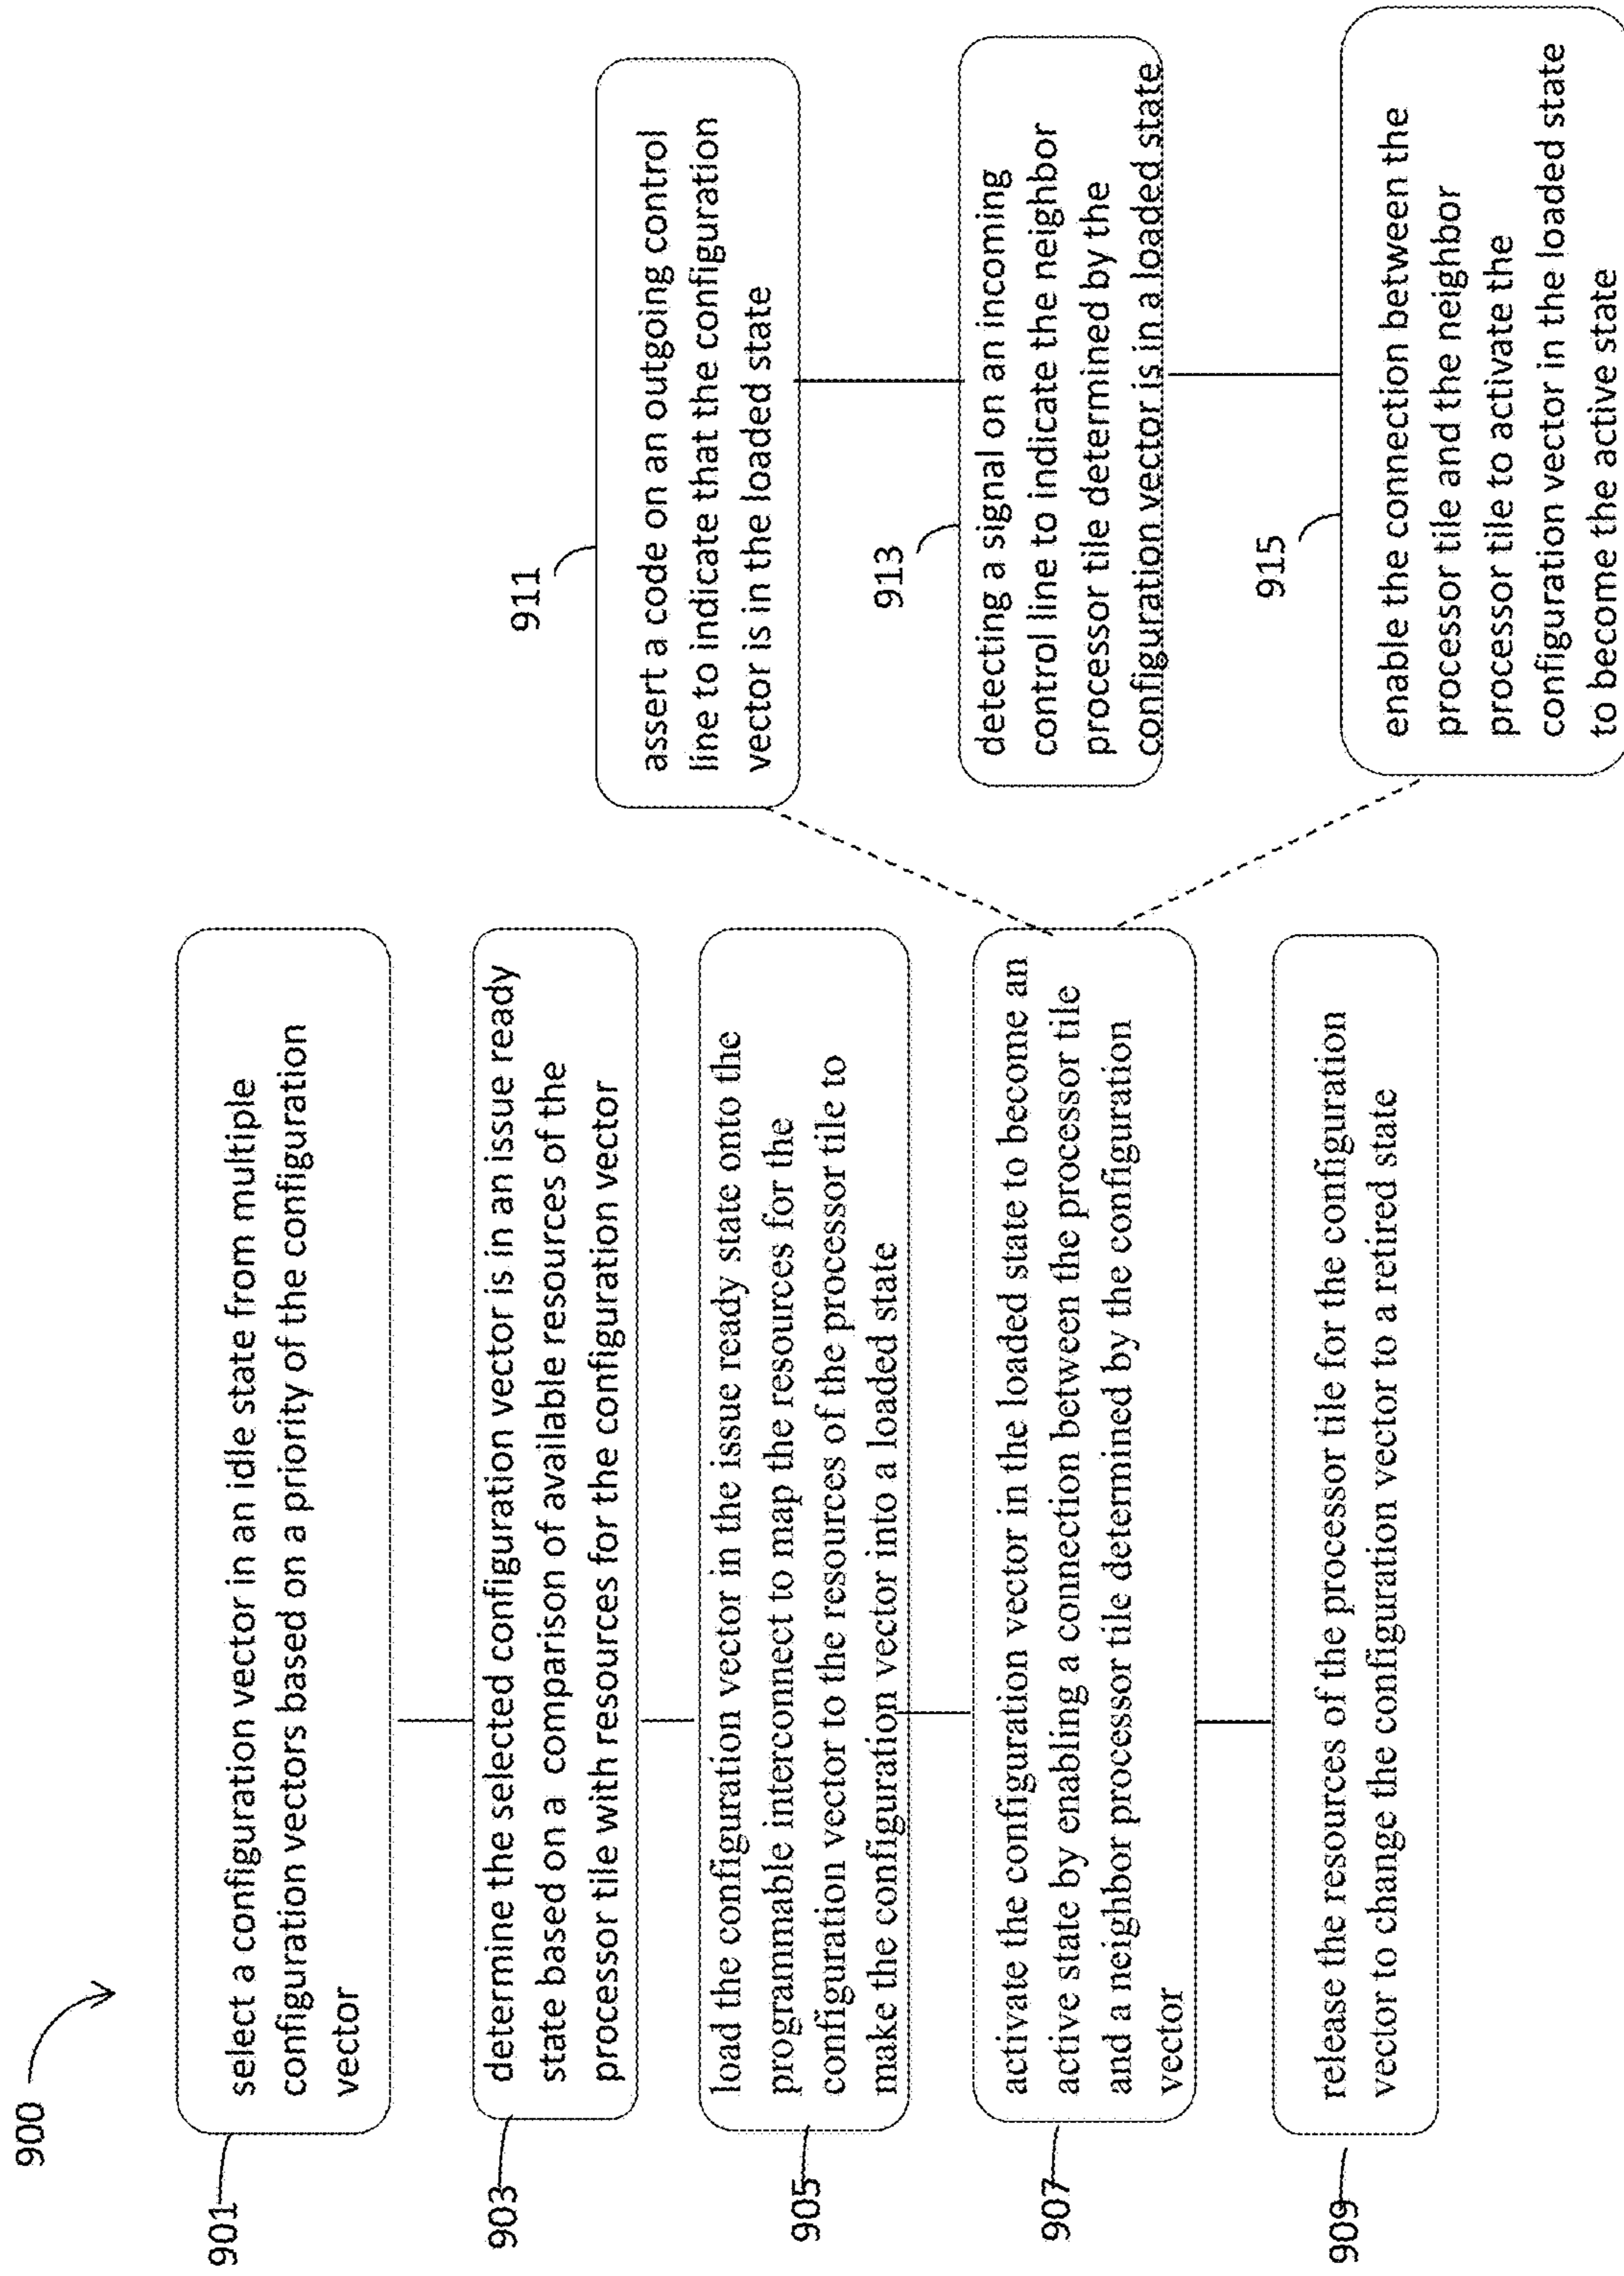 900
901
select a configuration vector in an idle state from multiple
configuration vectors based on a priority of the configuration
vector
903
determine the selected configuration vector is in an issue ready
state based on a comparison of available resources of the
processor tile with resources for the configuration vector
905
load the configuration vector in the issue ready state onto the
programmable interconnect to map the resources for the
configuration vector to the resources of the processor tile to
make the configuration vector into a loaded state
907
activate the configuration vector in the loaded state to become an
active state by enabling a connection between the processor tile
and a neighbor processor tile determined by the configuration
vector
909
release the resources of the processor tile for the configuration
vector to change the configuration vector to a retired state
911
assert a code on an outgoing control
line to indicate that the configuration
vector is in the loaded state
913
detecting a signal on an incoming
control line to indicate the neighbor
processor tile determined by the
configuration vector is in a loaded state
915
enable the connection between the
processor tile and the neighbor
processor tile to activate the
configuration vector in the loaded state
to become the active state